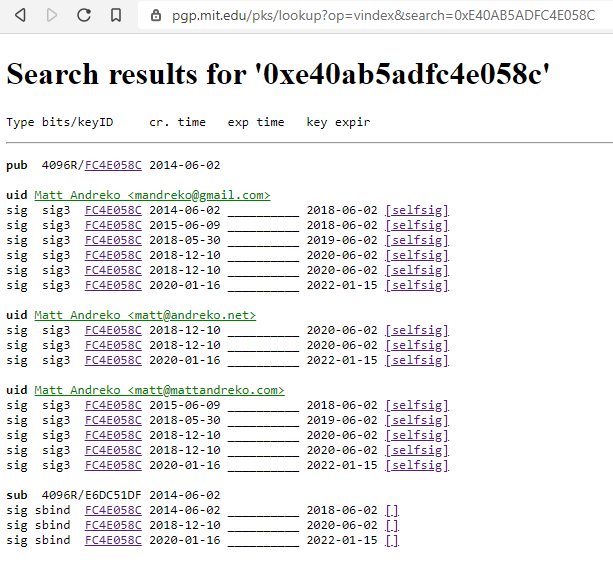 pgp.mit.edu/pks/lookup?op=vindex&search=0xE40AB5ADFC4E058C
Search results for '0xe40ab5adfc4e058c'
Type bits/keyID     cr. time   exp time   key expir
pub  4096R/FC4E058C 2014-06-02
uid Matt Andreko <mandreko@gmail.com>
sig  sig3  FC4E058C 2014-06-02 __________ 2018-06-02 [selfsig]
sig  sig3  FC4E058C 2015-06-09 __________ 2018-06-02 [selfsig]
sig  sig3  FC4E058C 2018-05-30 __________ 2019-06-02 [selfsig]
sig  sig3  FC4E058C 2018-12-10 __________ 2020-06-02 [selfsig]
sig  sig3  FC4E058C 2018-12-10 __________ 2020-06-02 [selfsig]
sig  sig3  FC4E058C 2020-01-16 __________ 2022-01-15 [selfsig]
uid Matt Andreko <matt@andreko.net>
sig  sig3  FC4E058C 2018-12-10 __________ 2020-06-02 [selfsig]
sig  sig3  FC4E058C 2018-12-10 __________ 2020-06-02 [selfsig]
sig  sig3  FC4E058C 2020-01-16 __________ 2022-01-15 [selfsig]
uid Matt Andreko <matt@mattandreko.com>
sig  sig3  FC4E058C 2015-06-09 __________ 2018-06-02 [selfsig]
sig  sig3  FC4E058C 2018-05-30 __________ 2019-06-02 [selfsig]
sig  sig3  FC4E058C 2018-12-10 __________ 2020-06-02 [selfsig]
sig  sig3  FC4E058C 2018-12-10 __________ 2020-06-02 [selfsig]
sig  sig3  FC4E058C 2020-01-16 __________ 2022-01-15 [selfsig]
sub  4096R/E6DC51DF 2014-06-02
sig sbind  FC4E058C 2014-06-02 __________ 2018-06-02 []
sig sbind  FC4E058C 2018-12-10 __________ 2020-06-02 []
sig sbind  FC4E058C 2020-01-16 __________ 2022-01-15 []